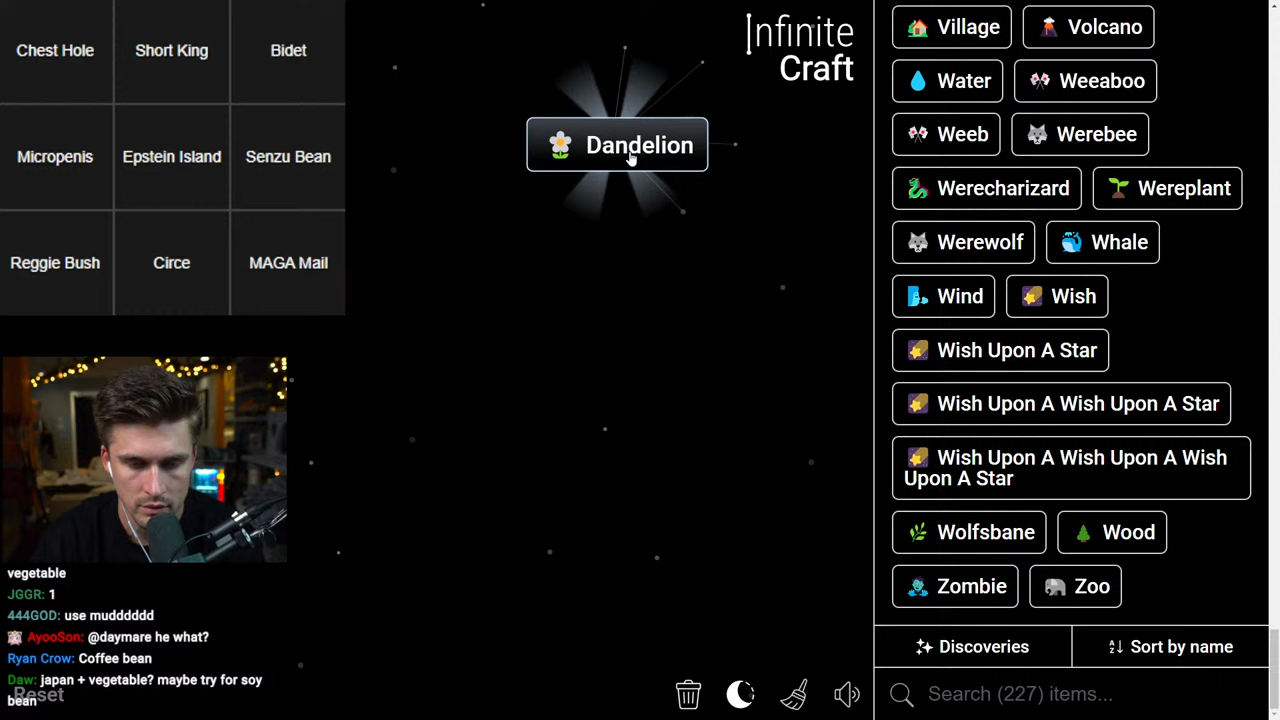 Chest Hole
Short King
Bidet
Micropenis
Epstein Island
Senzu Bean
Reggie Bush
Circe
MAGA Mail
Infinite
Craft
Dandelion
Village
Volcano
Water
Weeaboo
Weeb
Werebee
Werecharizard
Wereplant
Werewolf
Whale
Wind
Wish
Wish Upon A Star
Wish Upon A Wish Upon A Star
Wish Upon A Wish Upon A Wish
Upon A Star
Wolfsbane
Wood
Zombie
Zoo
Discoveries
Sort by name
Search (227) items...
vegetable
JGGR: 1
444GOD: use mudddddd
AyooSon: @daymare he what?
Ryan Crow: Coffee bean
Daw: japan + vegetable? maybe try for soy
bean
Reset